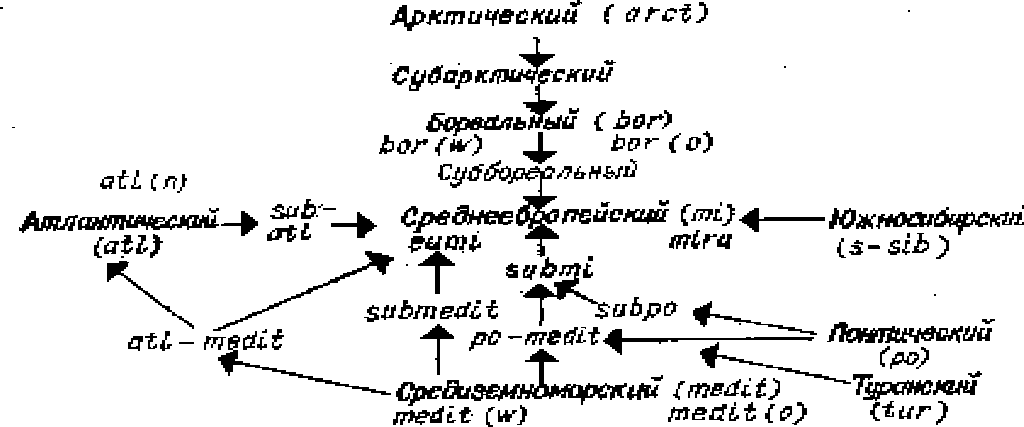 Арктический (arct)
Субарктический
Бореальный (bor)
bor(w) bor(o)
Суббореальный
atl(n)
Атлантический
(atl)
sub-
atl
Среднеевропейский (mi)
eumi miru
Южносибирский
(s-sib)
submi
submedit
subpo
atl-medit
po-medit
Понтический
(po)
Средиземноморский (medit)
medit(w) medit(o)
Туранский
(tur)